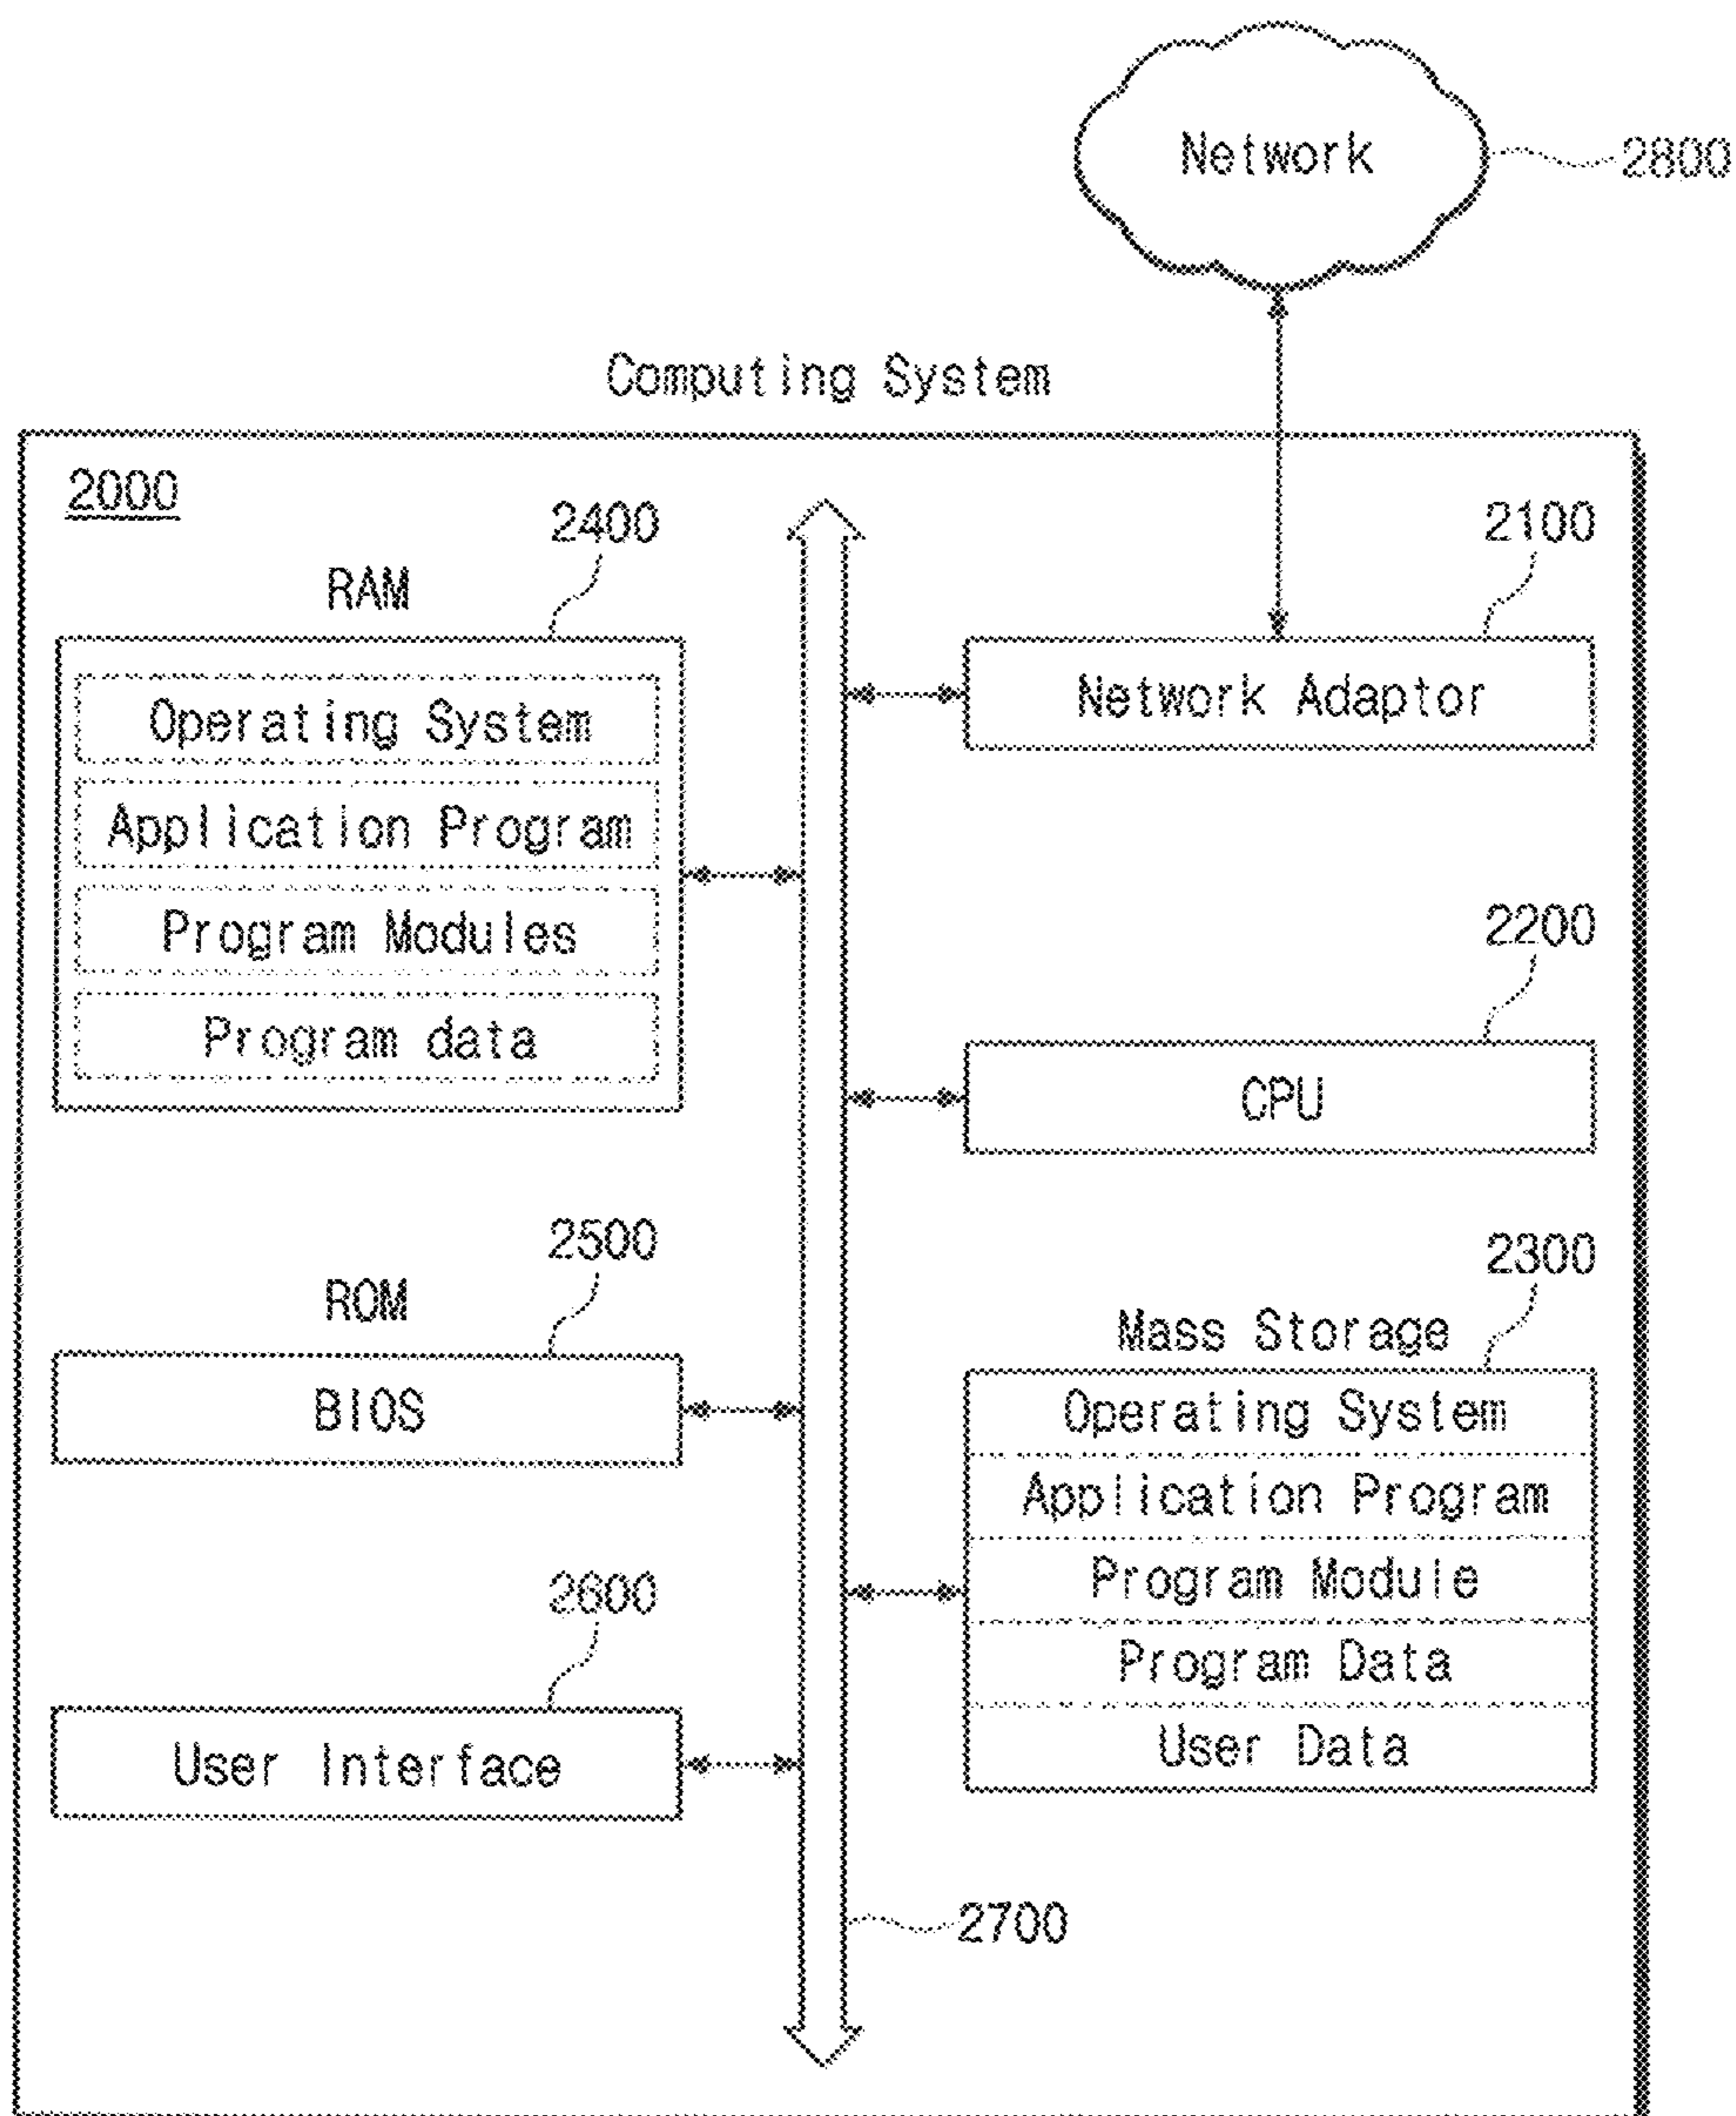 Network
2800
Computing System
2000
2400
RAM
Operating System
Application Program
Program Modules
Program data
2100
Network Adaptor
2200
CPU
2500
ROM
BIOS
2300
Mass Storage
Operating System
Application Program
Program Module
Program Data
User Data
2600
User Interface
2700